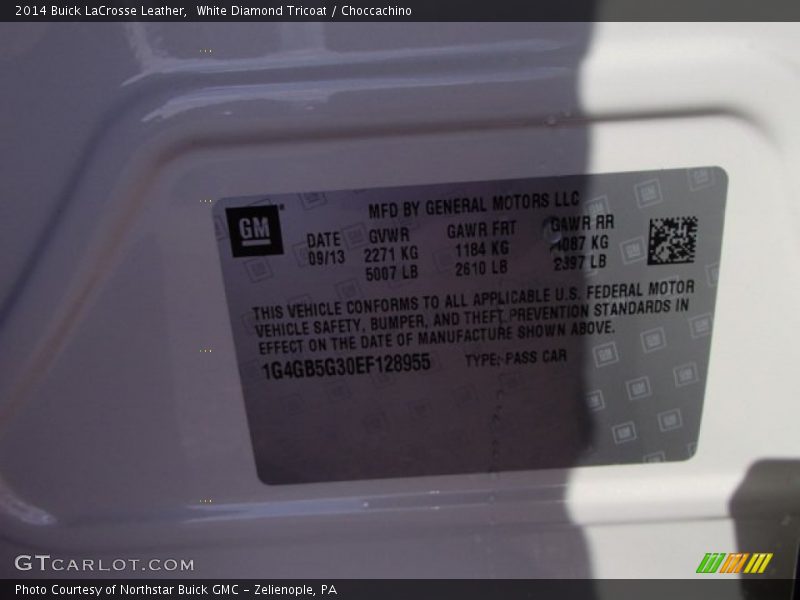 2014 Buick LaCrosse Leather,  White Diamond Tricoat / Choccachino
GM
MFD BY GENERAL MOTORS LLC
DATE GVWR GAWR FRT GAWR RR
09/13 2271 KG 1184 KG 1087 KG
5007 LB 2610 LB 2397 LB
THIS VEHICLE CONFORMS TO ALL APPLICABLE U.S. FEDERAL MOTOR
VEHICLE SAFETY, BUMPER, AND THEFT PREVENTION STANDARDS IN
EFFECT ON THE DATE OF MANUFACTURE SHOWN ABOVE.
1G4GB5G30EF128955 TYPE: PASS CAR
GTCARLOT.COM
Photo Courtesy of Northstar Buick GMC – Zelienople, PA